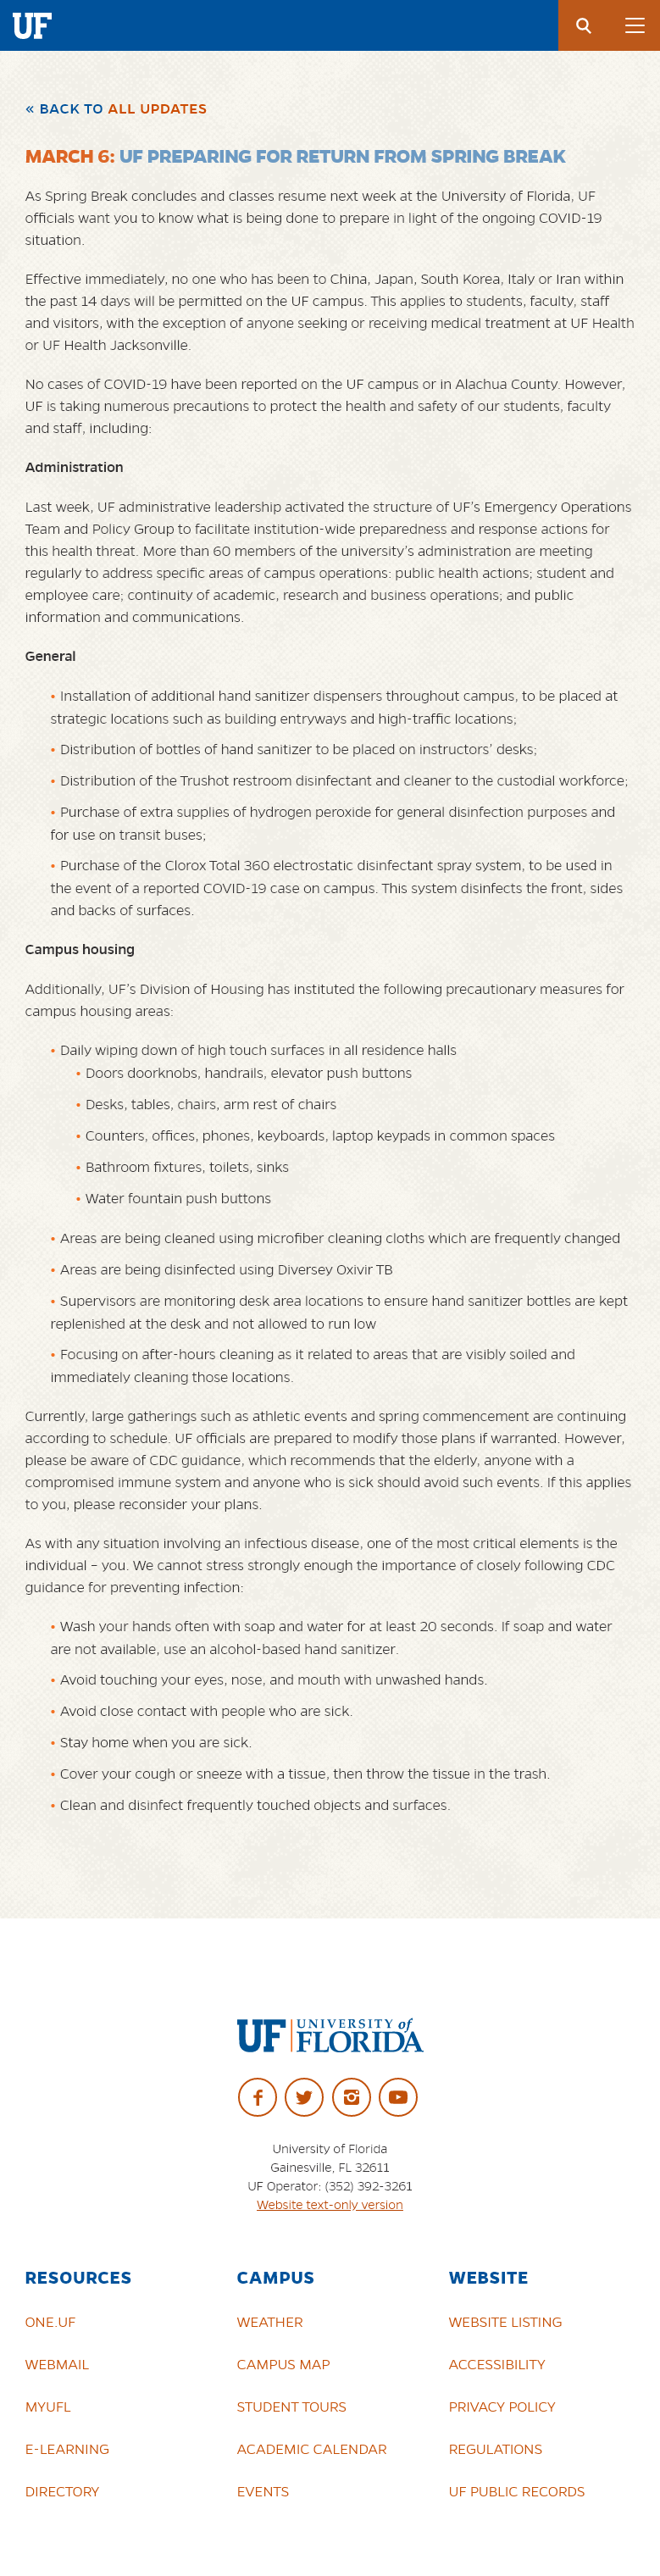 UF
« BACK TO ALL UPDATES
MARCH 6: UF PREPARING FOR RETURN FROM SPRING BREAK
As Spring Break concludes and classes resume next week at the University of Florida, UF
officials want you to know what is being done to prepare in light of the ongoing COVID-19
situation.
Effective immediately, no one who has been to China, Japan, South Korea, Italy or Iran within
the past 14 days will be permitted on the UF campus. This applies to students, faculty, staff
and visitors, with the exception of anyone seeking or receiving medical treatment at UF Health
or UF Health Jacksonville.
No cases of COVID-19 have been reported on the UF campus or in Alachua County. However,
UF is taking numerous precautions to protect the health and safety of our students, faculty
and staff, including:
Administration
Last week, UF administrative leadership activated the structure of UF's Emergency Operations
Team and Policy Group to facilitate institution-wide preparedness and response actions for
this health threat. More than 60 members of the university's administration are meeting
regularly to address specific areas of campus operations: public health actions; student and
employee care; continuity of academic, research and business operations; and public
information and communications.
General
• Installation of additional hand sanitizer dispensers throughout campus, to be placed at
strategic locations such as building entryways and high-traffic locations;
• Distribution of bottles of hand sanitizer to be placed on instructors' desks;
• Distribution of the Trushot restroom disinfectant and cleaner to the custodial workforce;
• Purchase of extra supplies of hydrogen peroxide for general disinfection purposes and
for use on transit buses;
• Purchase of the Clorox Total 360 electrostatic disinfectant spray system, to be used in
the event of a reported COVID-19 case on campus. This system disinfects the front, sides
and backs of surfaces.
Campus housing
Additionally, UF's Division of Housing has instituted the following precautionary measures for
campus housing areas:
• Daily wiping down of high touch surfaces in all residence halls
• Doors doorknobs, handrails, elevator push buttons
• Desks, tables, chairs, arm rest of chairs
• Counters, offices, phones, keyboards, laptop keypads in common spaces
• Bathroom fixtures, toilets, sinks
• Water fountain push buttons
• Areas are being cleaned using microfiber cleaning cloths which are frequently changed
• Areas are being disinfected using Diversey Oxivir TB
• Supervisors are monitoring desk area locations to ensure hand sanitizer bottles are kept
replenished at the desk and not allowed to run low
• Focusing on after-hours cleaning as it related to areas that are visibly soiled and
immediately cleaning those locations.
Currently, large gatherings such as athletic events and spring commencement are continuing
according to schedule. UF officials are prepared to modify those plans if warranted. However,
please be aware of CDC guidance, which recommends that the elderly, anyone with a
compromised immune system and anyone who is sick should avoid such events. If this applies
to you, please reconsider your plans.
As with any situation involving an infectious disease, one of the most critical elements is the
individual – you. We cannot stress strongly enough the importance of closely following CDC
guidance for preventing infection:
• Wash your hands often with soap and water for at least 20 seconds. If soap and water
are not available, use an alcohol-based hand sanitizer.
• Avoid touching your eyes, nose, and mouth with unwashed hands.
• Avoid close contact with people who are sick.
• Stay home when you are sick.
• Cover your cough or sneeze with a tissue, then throw the tissue in the trash.
• Clean and disinfect frequently touched objects and surfaces.
UF UNIVERSITY of
FLORIDA
University of Florida
Gainesville, FL 32611
UF Operator: (352) 392-3261
Website text-only version
RESOURCES
ONE.UF
WEBMAIL
MYUFL
E-LEARNING
DIRECTORY
CAMPUS
WEATHER
CAMPUS MAP
STUDENT TOURS
ACADEMIC CALENDAR
EVENTS
WEBSITE
WEBSITE LISTING
ACCESSIBILITY
PRIVACY POLICY
REGULATIONS
UF PUBLIC RECORDS